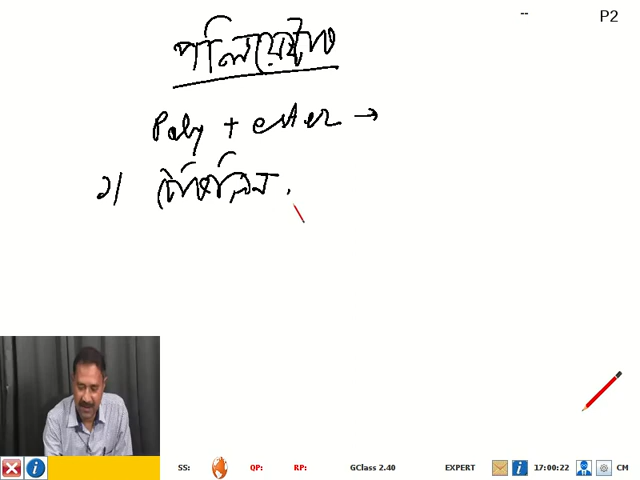 -- P2
পলিয়েস্টার
Poly + ester →
১) টেরিলিন
SS: QP: RP: GClass 2.40 EXPERT 17:00:22 CM